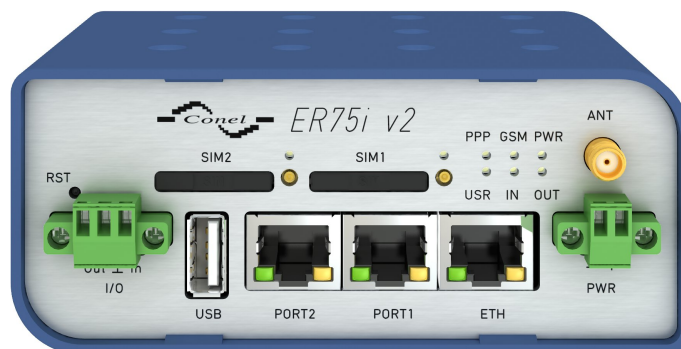 Conel ER75i v2
ANT
PPP GSM PWR
SIM2 SIM1
RST
USR IN OUT
I/O
USB PORT2 PORT1 ETH PWR